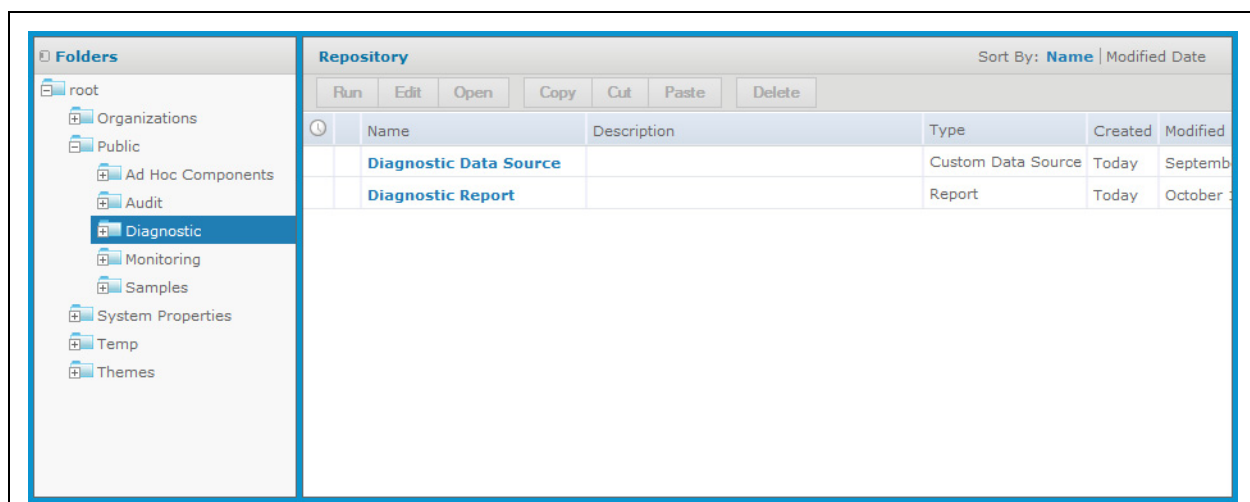 Folders
root
Organizations
Public
Ad Hoc Components
Audit
Diagnostic
Monitoring
Samples
System Properties
Temp
Themes
Repository
Sort By: Name | Modified Date
Run Edit Open Copy Cut Paste Delete
Name Description Type Created Modified
Diagnostic Data Source Custom Data Source Today
Diagnostic Report Report Today October